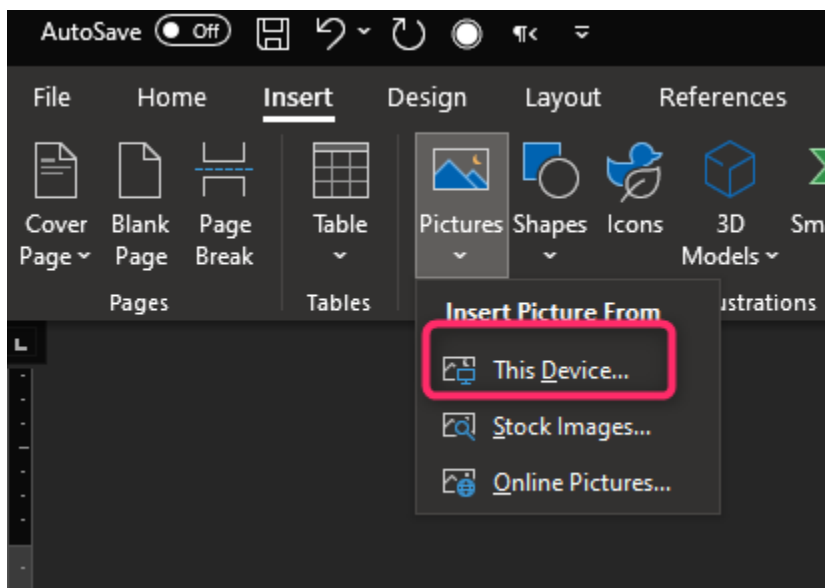 AutoSave Off
File Home Insert Design Layout References
Cover Page Blank Page Page Break Table Pictures Shapes Icons 3D Models Sm
Pages Tables ustrations
Insert Picture From
This Device...
Stock Images...
Online Pictures...